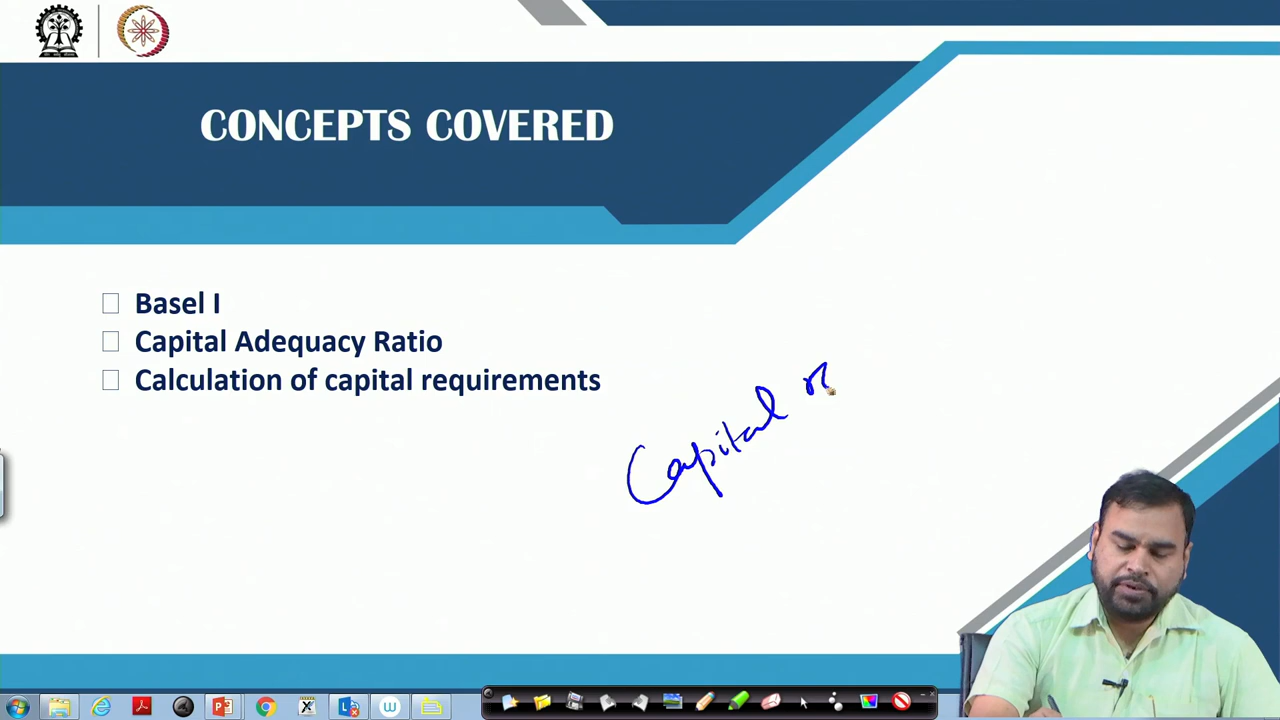 CONCEPTS COVERED
Basel I
Capital Adequacy Ratio
Calculation of capital requirements
Capital